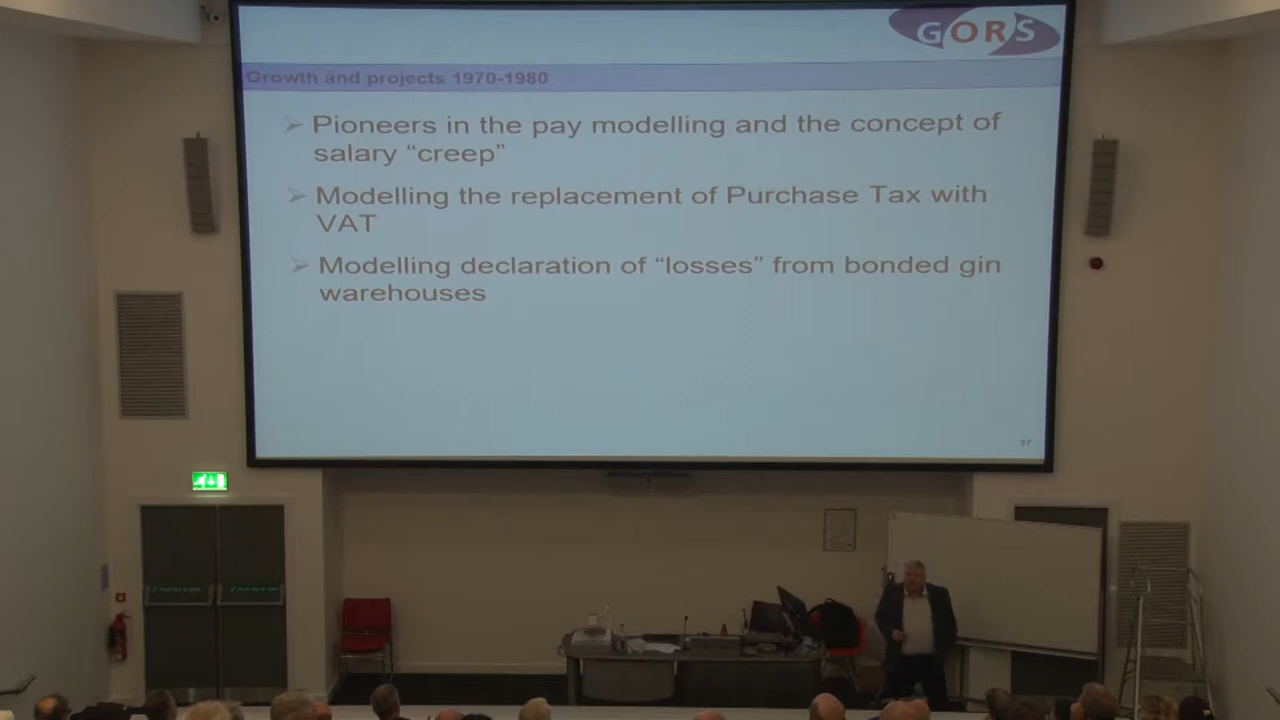 GORS
Growth and projects 1970-1980
➢ Pioneers in the pay modelling and the concept of
salary “creep”
➢ Modelling the replacement of Purchase Tax with
VAT
➢ Modelling declaration of “losses” from bonded gin
warehouses
37